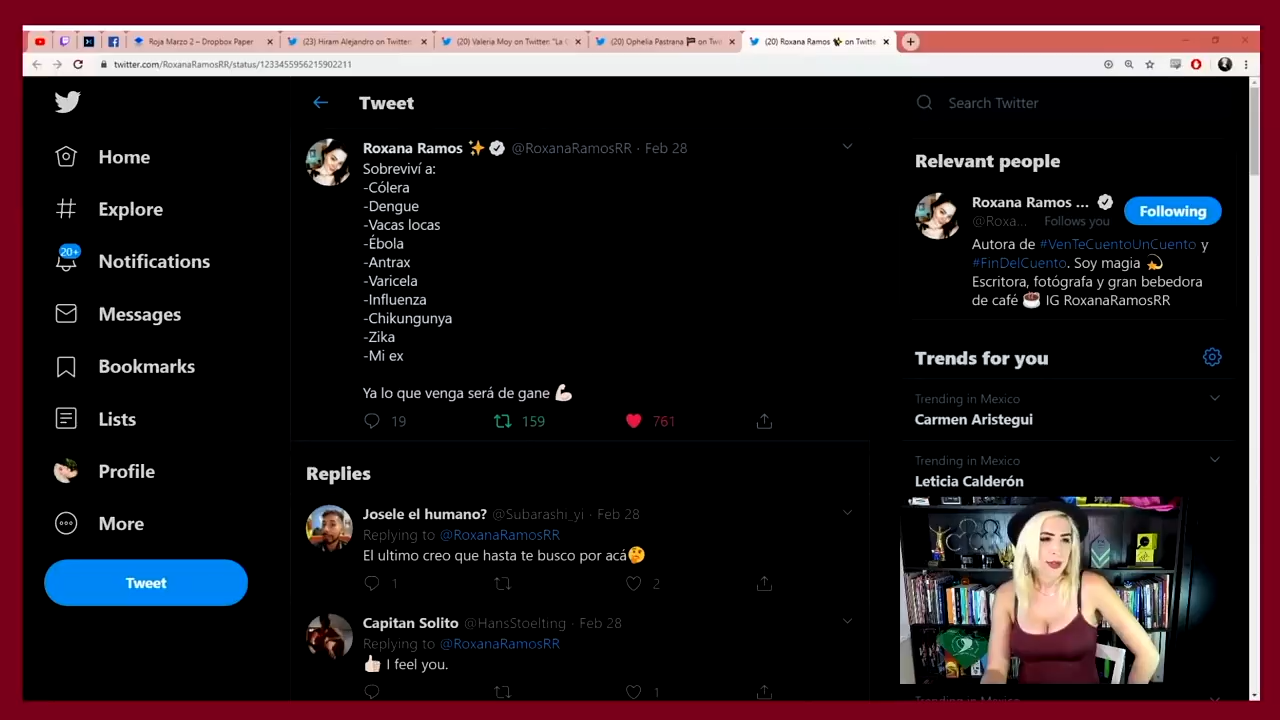 Roja Marzo 2 – Dropbox Paper
(23) Hiram Alejandro on Twitter:
(20) Valeria Moy on Twitter: "La C
(20) Ophelia Pastrana on Twi
(20) Roxana Ramos on Twitte
twitter.com/RoxanaRamosRR/status/1233455956215902211
Home
Explore
20+
Notifications
Messages
Bookmarks
Lists
Profile
More
Tweet
Tweet
Roxana Ramos ✨ @RoxanaRamosRR · Feb 28
Sobreviví a:
-Cólera
-Dengue
-Vacas locas
-Ébola
-Antrax
-Varicela
-Influenza
-Chikungunya
-Zika
-Mi ex
Ya lo que venga será de gane 💪🏻
19 159 761
Replies
Josele el humano? @Subarashi_yi · Feb 28
Replying to @RoxanaRamosRR
El ultimo creo que hasta te busco por acá🤔
1 2
Capitan Solito @HansStoelting · Feb 28
Replying to @RoxanaRamosRR
👍🏻 I feel you.
1
Search Twitter
Relevant people
Roxana Ramos ...
@Roxa... Follows you
Following
Autora de #VenTeCuentoUnCuento y
#FinDelCuento. Soy magia 💫
Escritora, fotógrafa y gran bebedora
de café ☕ IG RoxanaRamosRR
Trends for you
Trending in Mexico
Carmen Aristegui
Trending in Mexico
Leticia Calderón
Trending in Mexico